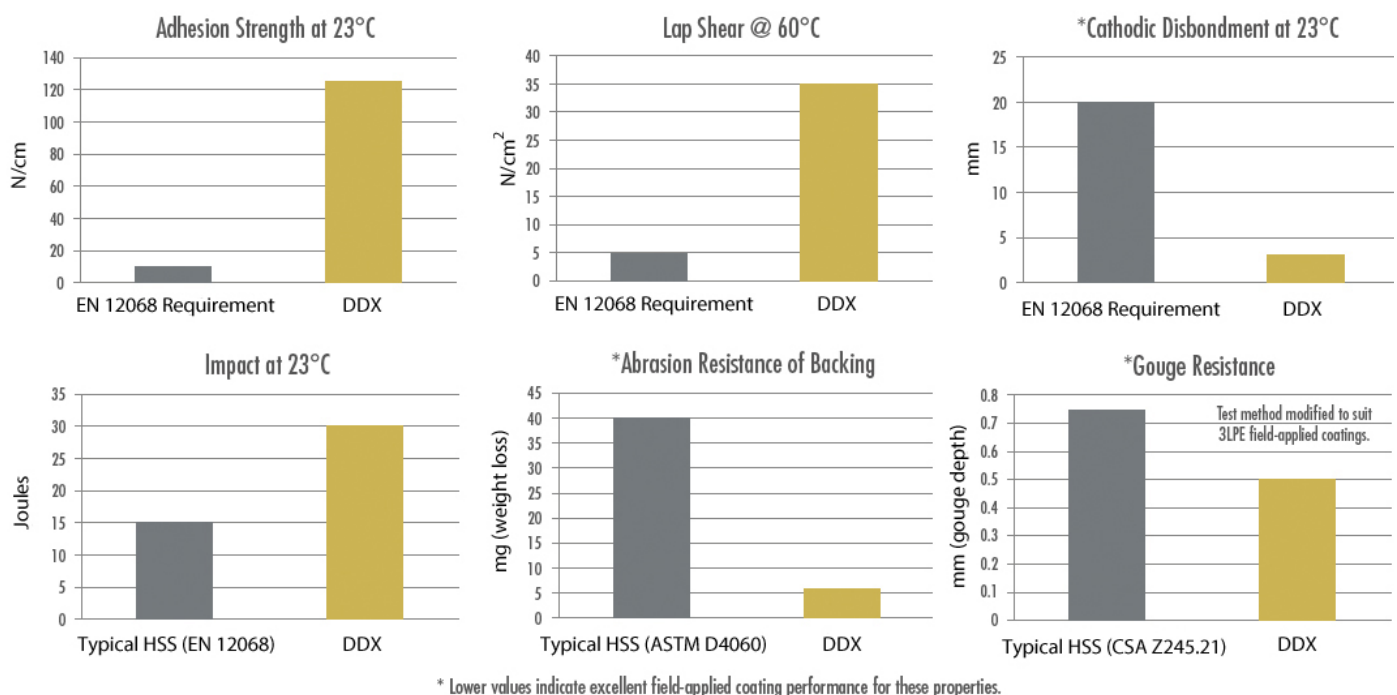 Adhesion Strength at 23°C
N/cm
140
120
100
80
60
40
20
0
EN 12068 Requirement
DDX
Lap Shear @ 60°C
N/cm²
40
35
30
25
20
15
10
5
0
EN 12068 Requirement
DDX
*Cathodic Disbondment at 23°C
mm
25
20
15
10
5
0
EN 12068 Requirement
DDX
Impact at 23°C
Joules
35
30
25
20
15
10
5
0
Typical HSS (EN 12068)
DDX
*Abrasion Resistance of Backing
mg (weight loss)
45
40
35
30
25
20
15
10
5
0
Typical HSS (ASTM D4060)
DDX
*Gouge Resistance
Test method modified to suit
3LPE field-applied coatings.
mm (gouge depth)
0.8
0.7
0.6
0.5
0.4
0.3
0.2
0.1
0
Typical HSS (CSA Z245.21)
DDX
* Lower values indicate excellent field-applied coating performance for these properties.